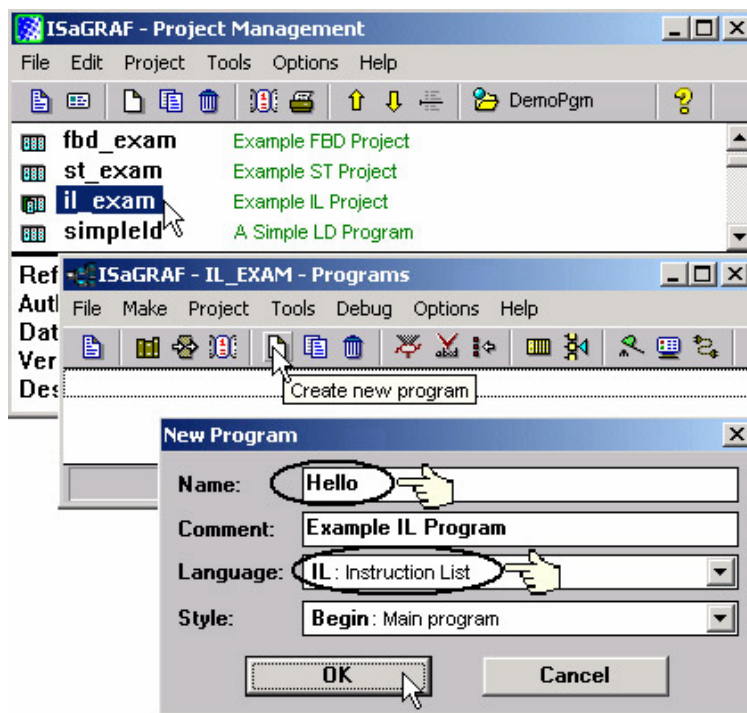 ISaGRAF - Project Management
File Edit Project Tools Options Help
DemoPgm
fbd_exam Example FBD Project
st_exam Example ST Project
il_exam Example IL Project
simpleld A Simple LD Program
Ref
ISaGRAF - IL_EXAM - Programs
Aut
File Make Project Tools Debug Options Help
Dat
Ver
Des
Create new program
New Program
Name: Hello
Comment: Example IL Program
Language: IL : Instruction List
Style: Begin : Main program
OK Cancel